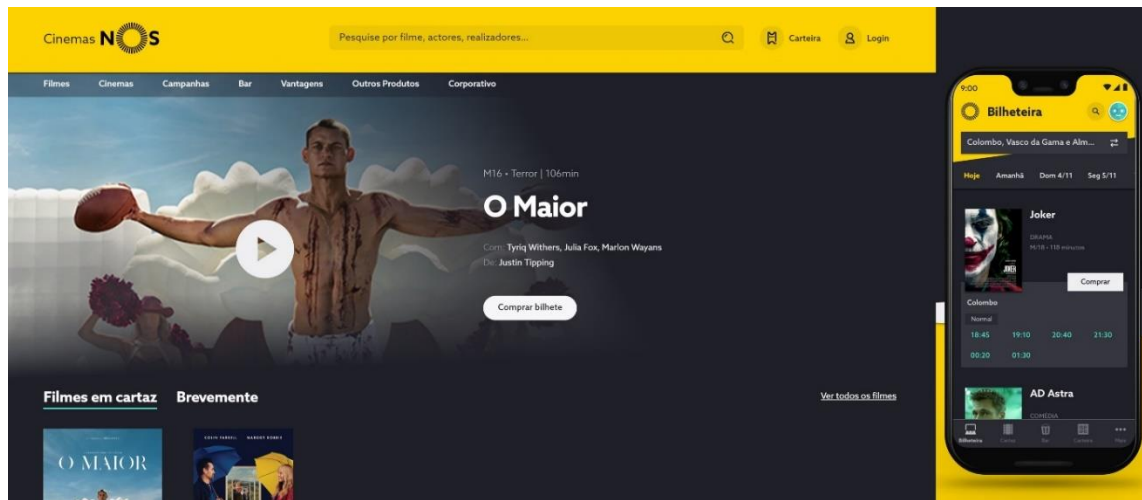 Cinemas NOS
Pesquise por filme, actores, realizadores...
Carteira
Login
Filmes Cinemas Campanhas Bar Vantagens Outros Produtos Corporativo
M16 • Terror | 106min
O Maior
Com: Tyriq Withers, Julia Fox, Marlon Wayans
De: Justin Tipping
Comprar bilhete
Filmes em cartaz Brevemente
Ver todos os filmes
O MAIOR
COLIN FARRELL MARGOT ROBBIE
9:00
Bilheteira
Colombo, Vasco da Gama e Alm...
Hoje Amanhã Dom 4/11 Seg 5/11
Joker
DRAMA
M/18 • 118 minutos
JOKER
Comprar
Colombo
Normal
18:45 19:10 20:40 21:30
00:20 01:30
AD Astra
COMÉDIA
Bilheteira Bar Carteira Mais